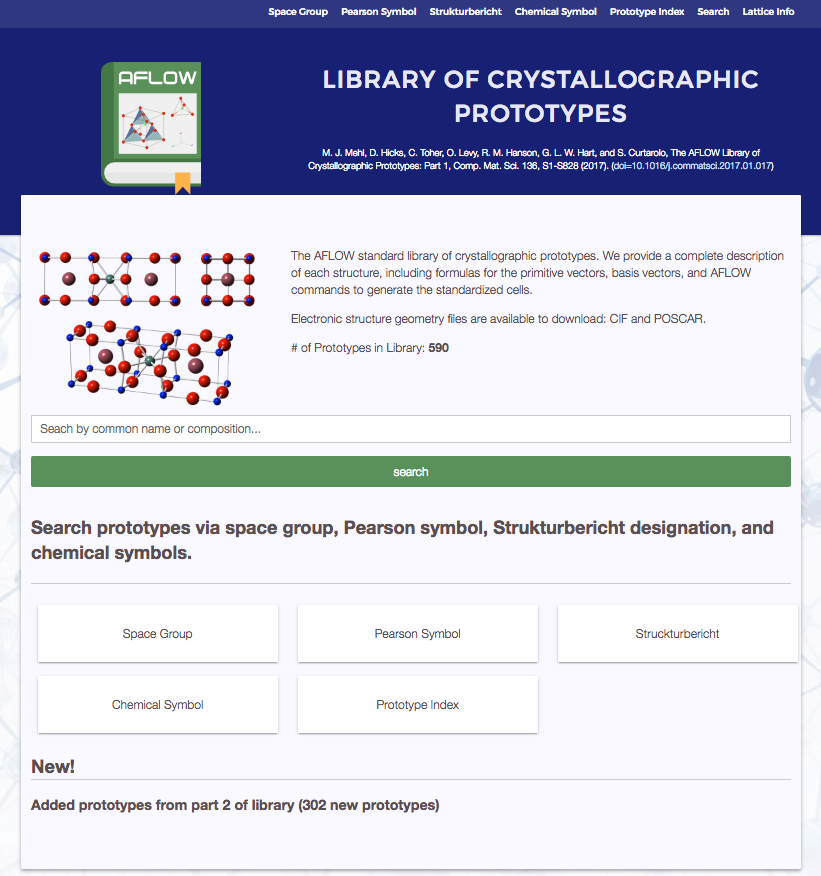 Space Group Pearson Symbol Strukturbericht Chemical Symbol Prototype Index Search Lattice Info
AFLOW
LIBRARY OF CRYSTALLOGRAPHIC
PROTOTYPES
M. J. Mehl, D. Hicks, C. Toher, O. Levy, R. M. Hanson, G. L. W. Hart, and S. Curtarolo, The AFLOW Library of
Crystallographic Prototypes: Part 1, Comp. Mat. Sci. 136, S1-S828 (2017). (doi=10.1016/j.commatsci.2017.01.017)
The AFLOW standard library of crystallographic prototypes. We provide a complete description
of each structure, including formulas for the primitive vectors, basis vectors, and AFLOW
commands to generate the standardized cells.
Electronic structure geometry files are available to download: CIF and POSCAR.
# of Prototypes in Library: 590
Seach by common name or composition...
search
Search prototypes via space group, Pearson symbol, Strukturbericht designation, and
chemical symbols.
Space Group Pearson Symbol Struckturbericht
Chemical Symbol Prototype Index
New!
Added prototypes from part 2 of library (302 new prototypes)